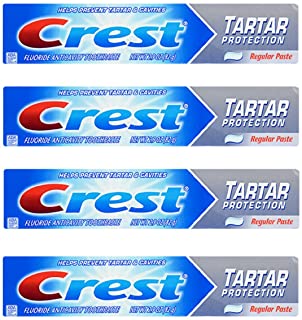 HELPS PREVENT TARTAR & CAVITIES
Crest
TARTAR
PROTECTION
FLUORIDE ANTICAVITY TOOTHPASTE
Regular Paste
HELPS PREVENT TARTAR & CAVITIES
Crest
TARTAR
PROTECTION
FLUORIDE ANTICAVITY TOOTHPASTE
Regular Paste
HELPS PREVENT TARTAR & CAVITIES
Crest
TARTAR
PROTECTION
FLUORIDE ANTICAVITY TOOTHPASTE
Regular Paste
HELPS PREVENT TARTAR & CAVITIES
Crest
TARTAR
PROTECTION
FLUORIDE ANTICAVITY TOOTHPASTE
Regular Paste